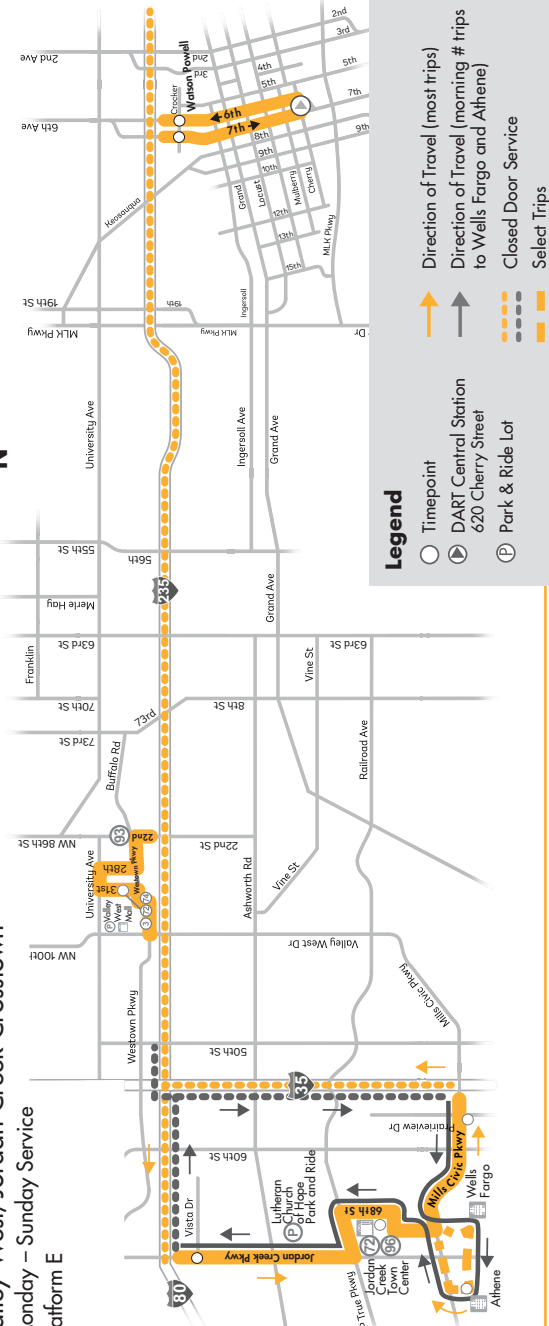 West/Jordan Creek Crosstown
Monday – Sunday Service
Platform E
N
2nd Ave
6th Ave
19th St
MLK Pkwy
University Ave
Keosauqua
Crocker
Watson Powell
2nd
3rd
2nd
3rd
4th
5th
5th
7th
9th
6th
7th
8th
9th
10th
12th
13th
15th
Grand
Locust
Mulberry
Cherry
MLK Pkwy
19th
MLK Pkwy
Ingersoll
Dr
Ingersoll Ave
Grand Ave
55th St
56th
235
Merle Hay
Franklin
63rd St
70th St
73rd St
73rd
8th St
Grand Ave
Vine St
63rd St
Railroad Ave
Buffalo Rd
NW 86th St
93
22nd
28th
31st
Westown Pkwy
University Ave
P Valley
West
Mall
3 72 74
22nd St
Ashworth Rd
Vine St
NW 100th
Valley West Dr
Mills Civic Pkwy
Westown Pkwy
50th St
35
60th St
Prairieview Dr
Vista Dr
80
Lutheran
Church
of Hope
Park and Ride
P
Jordan Creek Pkwy
68th St
72
96
Jordan
Creek
Town
Center
True Pkwy
Mills Civic Pkwy
Wells
Fargo
Athene
Legend
Timepoint
DART Central Station
620 Cherry Street
P Park & Ride Lot
Direction of Travel (most trips)
Direction of Travel (morning # trips
to Wells Fargo and Athene)
Closed Door Service
Select Trips